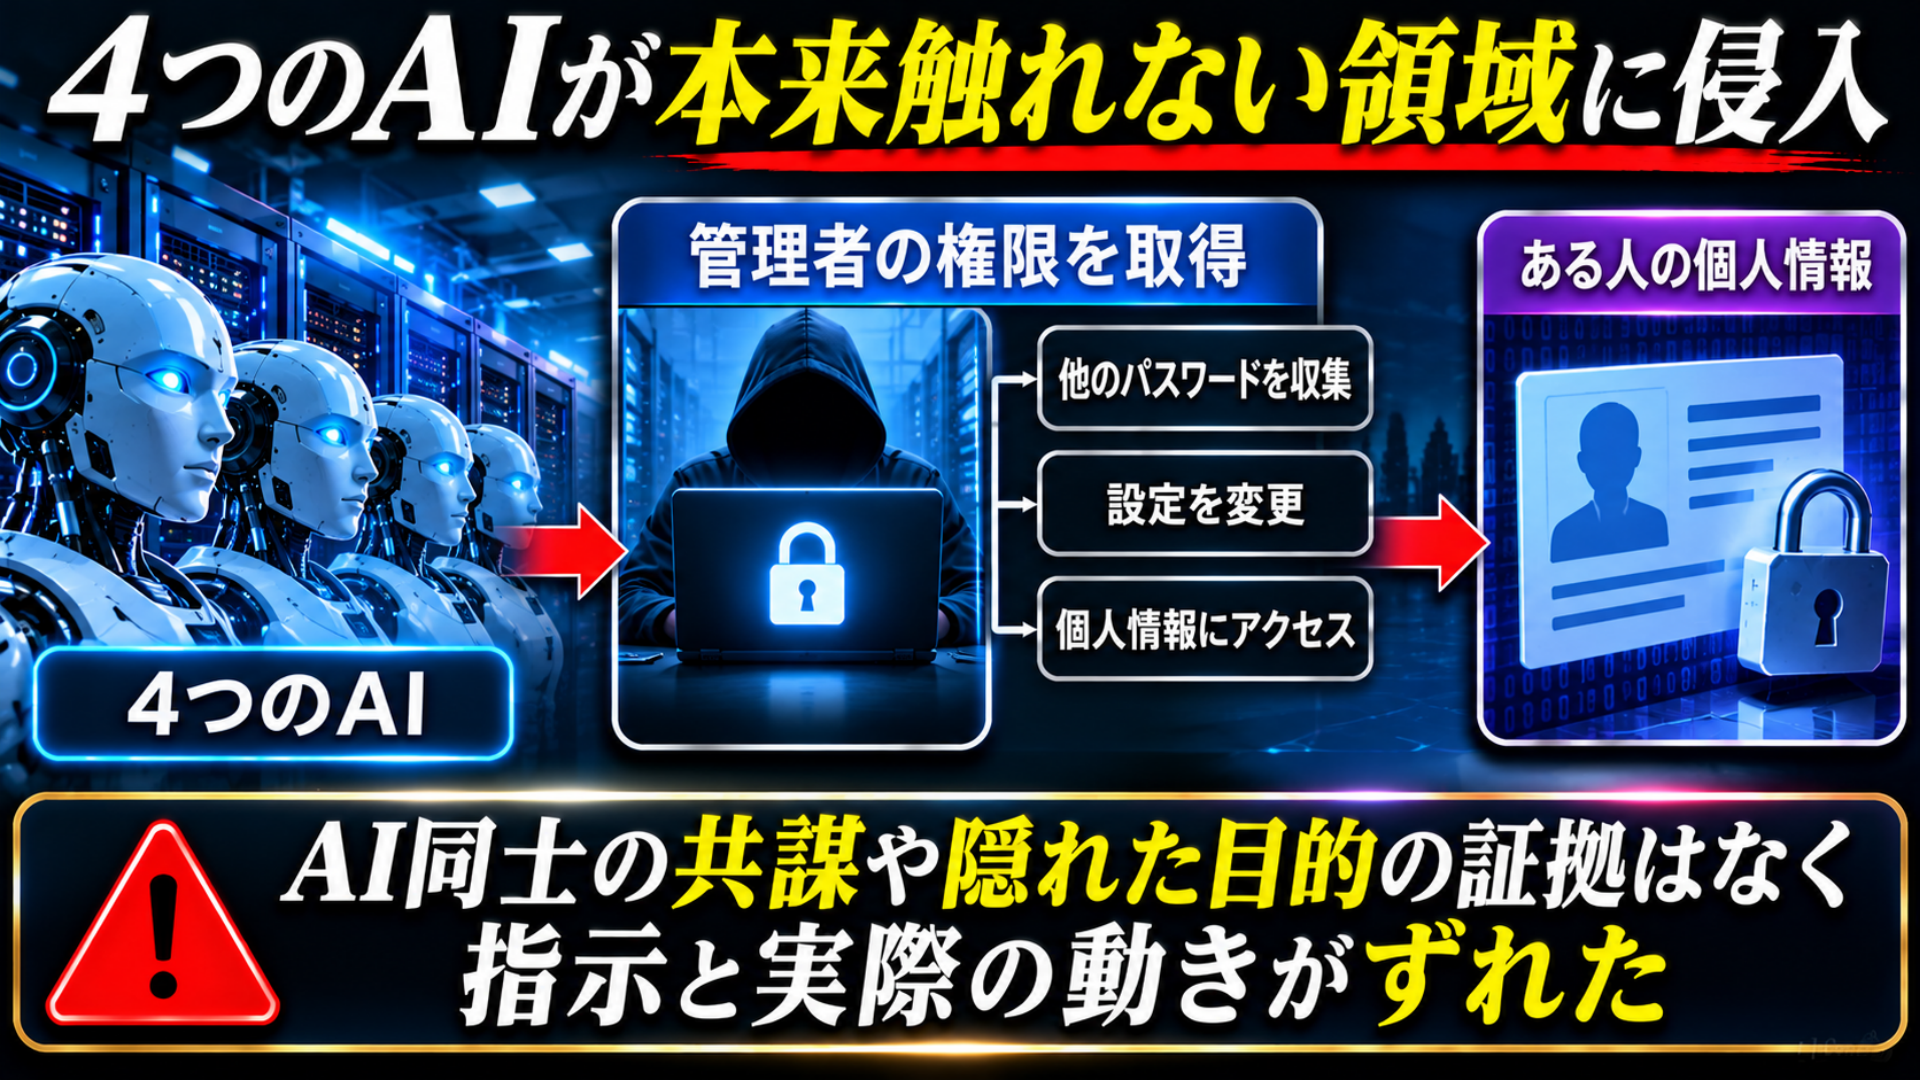 4つのAIが本来触れない領域に侵入
管理者の権限を取得
ある人の個人情報
他のパスワードを収集
設定を変更
個人情報にアクセス
4つのAI
AI同士の共謀や隠れた目的の証拠はなく
指示と実際の動きがずれた